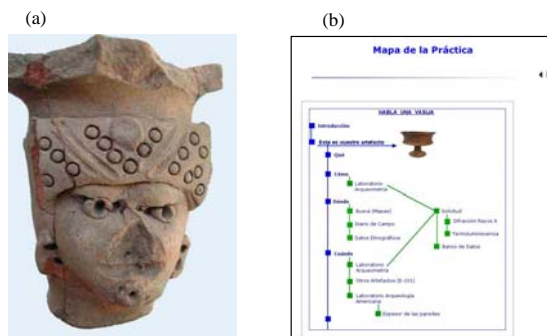 (a)
(b)
Mapa de la Práctica
HABLA UNA VASIJA
Introducción
Este es nuestro artefacto
Qué
Cómo
Laboratorio
Arqueometría
Dónde
Busca (Mapas)
Diario de Campo
Datos Etnográficos
Solicitud
Difracción Rayos X
Termoluminiscencia
Banco de Datos
Cuándo
Laboratorio
Arqueometría
Otros Artefactos (E-101)
Laboratorio Arqueología
Americana
Espesor de las paredes